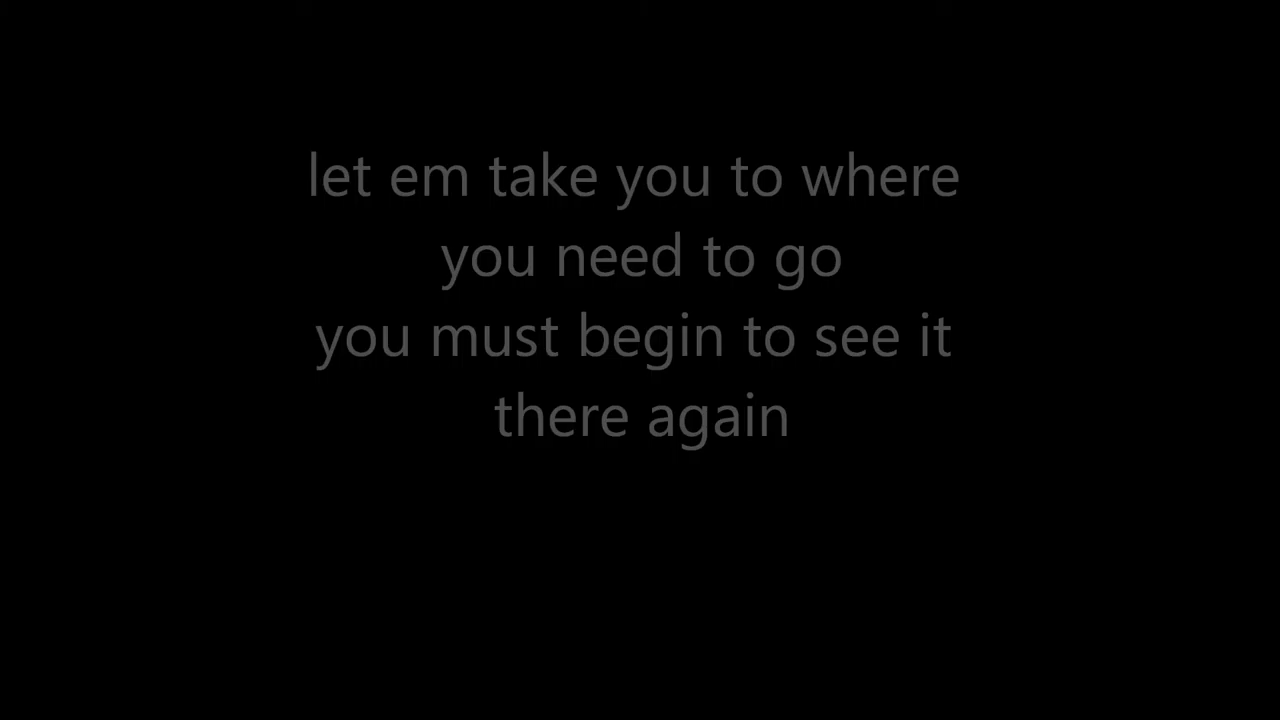 let em take you to where
you need to go
you must begin to see it
there again